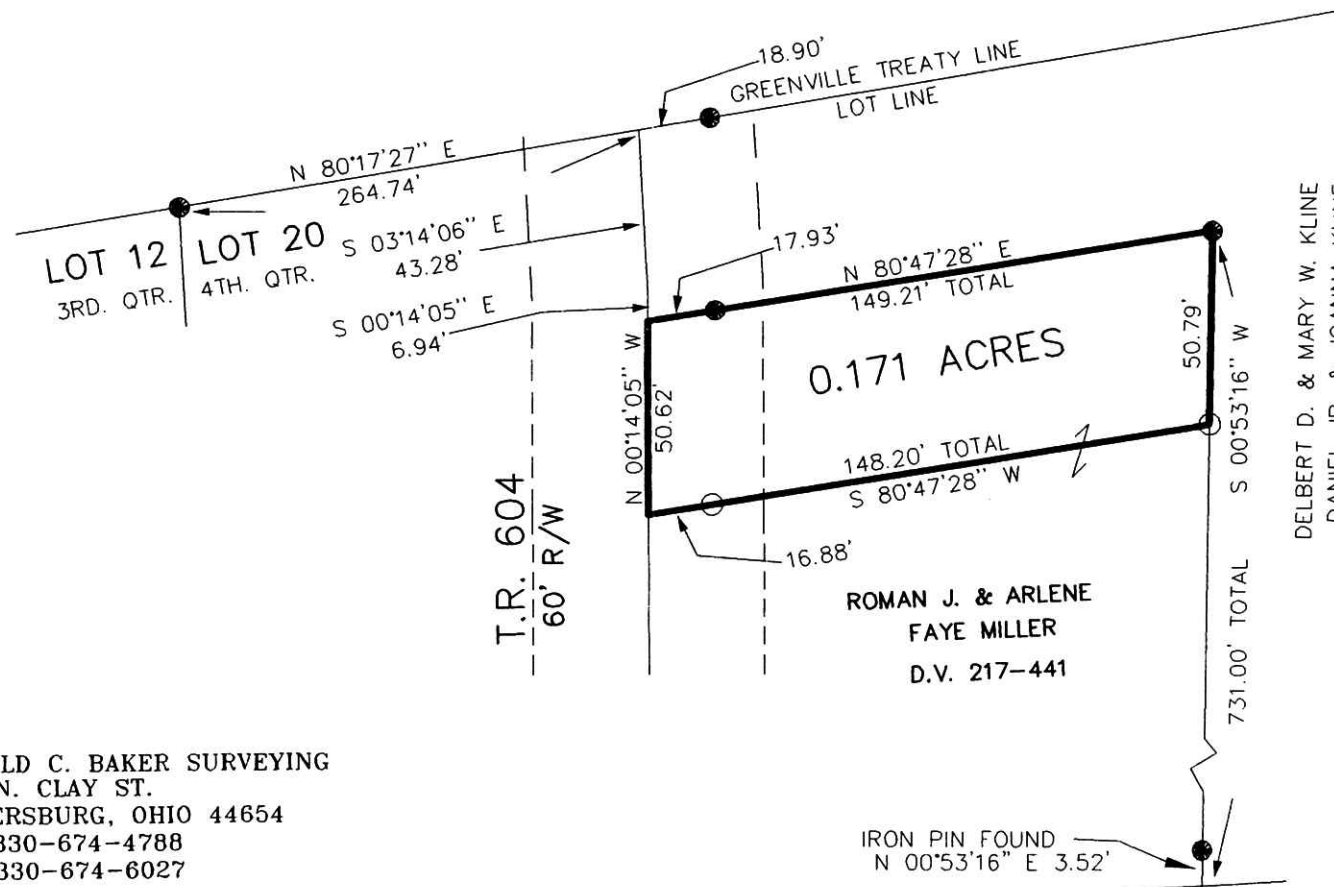 18.90'
GREENVILLE TREATY LINE
LOT LINE
N 80°17'27" E
264.74'
LOT 12
3RD. QTR.
LOT 20
4TH. QTR.
S 03°14'06" E
43.28'
S 00°14'05" E
6.94'
17.93'
N 80°47'28" E
149.21' TOTAL
0.171 ACRES
N 00°14'05" W
50.62'
50.79'
S 00°53'16" W
731.00' TOTAL
148.20' TOTAL
S 80°47'28" W
16.88'
T.R. 604
60' R/W
ROMAN J. & ARLENE
FAYE MILLER
D.V. 217-441
DELBERT D. & MARY W. KLINE
IRON PIN FOUND
N 00°53'16" E 3.52'
LD C. BAKER SURVEYING
N. CLAY ST.
ERSBURG, OHIO 44654
330-674-4788
330-674-6027